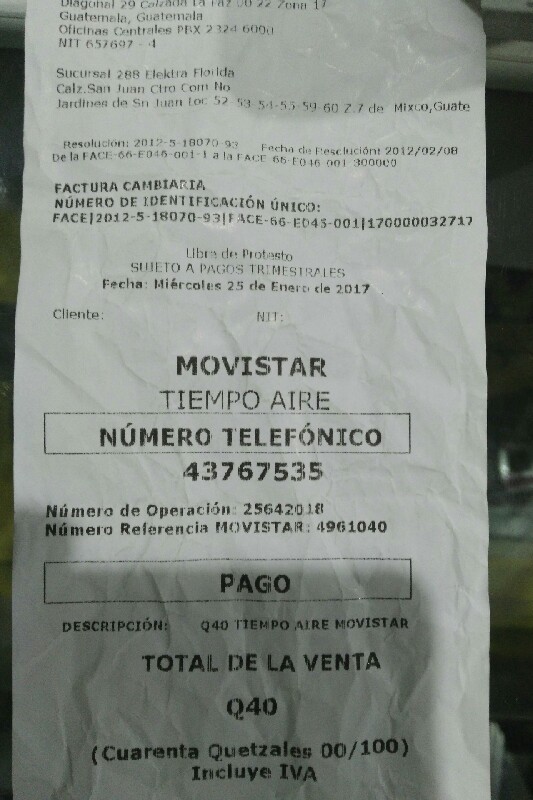 Diagonal 29 Calzada La Paz 00 22 Zona 17
Guatemala, Guatemala
Oficinas Centrales PBX 2324 6000
NIT 657697 - 4
Sucursal 288 Elektra Florida
Calz.San Juan Ctro Com No
Jardines de Sn Juan Loc 52-53-54-55-59-60 Z.7 de Mixco,Guate
Resolución: 2012-5-18070-93 Fecha de Resclución: 2012/02/08
De la FACE-66-E046-001-1 a la FACE-66-E046-001-300000
FACTURA CAMBIARIA
NÚMERO DE IDENTIFICACIÓN ÚNICO:
FACE|2012-5-18070-93|FACE-66-E045-001|170000032717
Libre de Protesto
SUJETO A PAGOS TRIMESTRALES
Fecha: Miércoles 25 de Enero de 2017
Cliente: NIT:
MOVISTAR
TIEMPO AIRE
NÚMERO TELEFÓNICO
43767535
Número de Operación: 25642018
Número Referencia MOVISTAR: 4961040
PAGO
DESCRIPCIÓN: Q40 TIEMPO AIRE MOVISTAR
TOTAL DE LA VENTA
Q40
(Cuarenta Quetzales 00/100)
Incluye IVA